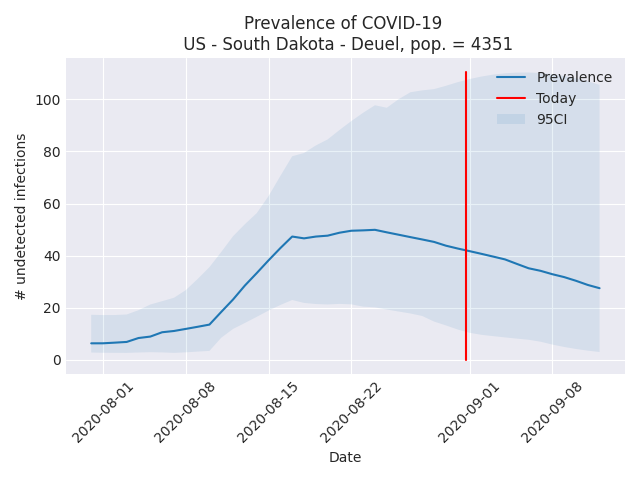 Prevalence of COVID-19
US - South Dakota - Deuel, pop. = 4351
Prevalence
Today
95CI
# undetected infections
100
80
60
40
20
0
2020-08-01
2020-08-08
2020-08-15
2020-08-22
2020-09-01
2020-09-08
Date